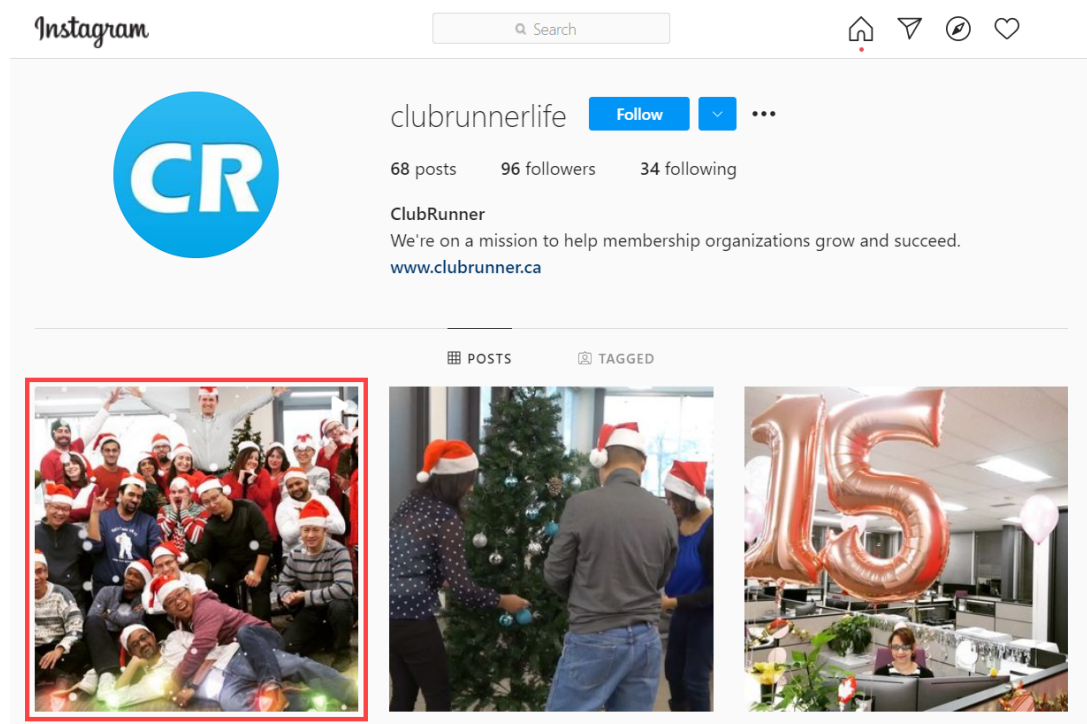 Instagram
Search
CR
clubrunnerlife Follow
68 posts 96 followers 34 following
ClubRunner
We're on a mission to help membership organizations grow and succeed.
www.clubrunner.ca
POSTS TAGGED
15